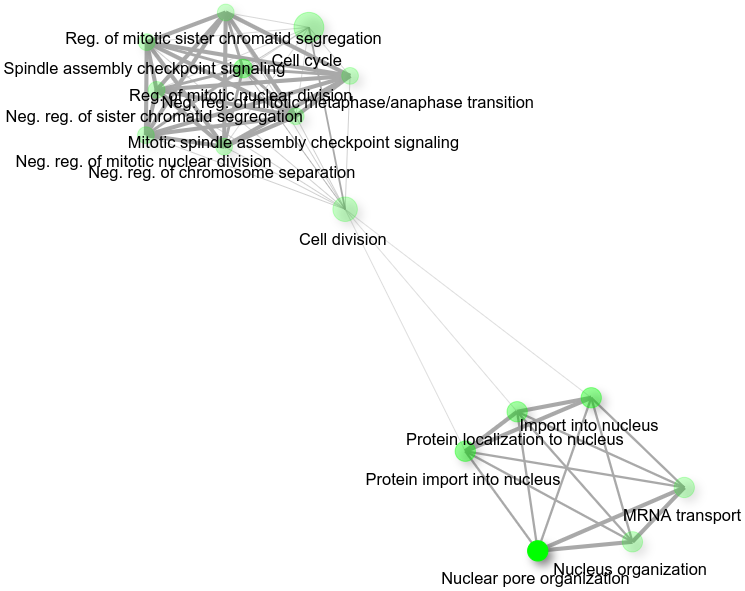 Reg. of mitotic sister chromatid segregation
Cell cycle
Spindle assembly checkpoint signaling
Reg. of mitotic nuclear division
Neg. reg. of mitotic metaphase/anaphase transition
Neg. reg. of sister chromatid segregation
Mitotic spindle assembly checkpoint signaling
Neg. reg. of mitotic nuclear division
Neg. reg. of chromosome separation
Cell division
Import into nucleus
Protein localization to nucleus
Protein import into nucleus
MRNA transport
Nucleus organization
Nuclear pore organization